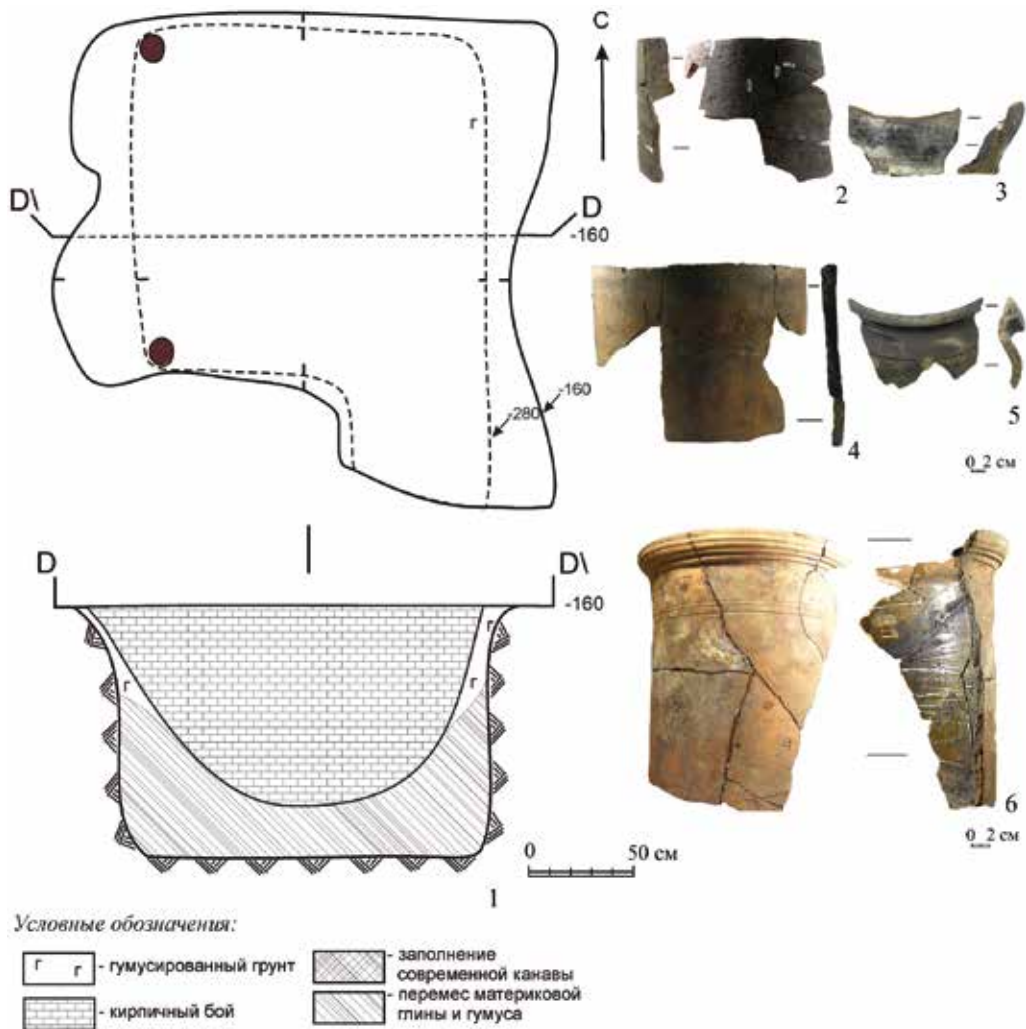 С
г
2
3
D\
D
-160
-160
-280
4
5
0 2 см
D
D\
-160
г
г
г
6
0 2 см
0
50 см
1
Условные обозначения:
г г - гумусированный грунт
- заполнение
современной канавы
- кирпичный бой
- перемес материковой
глины и гумуса